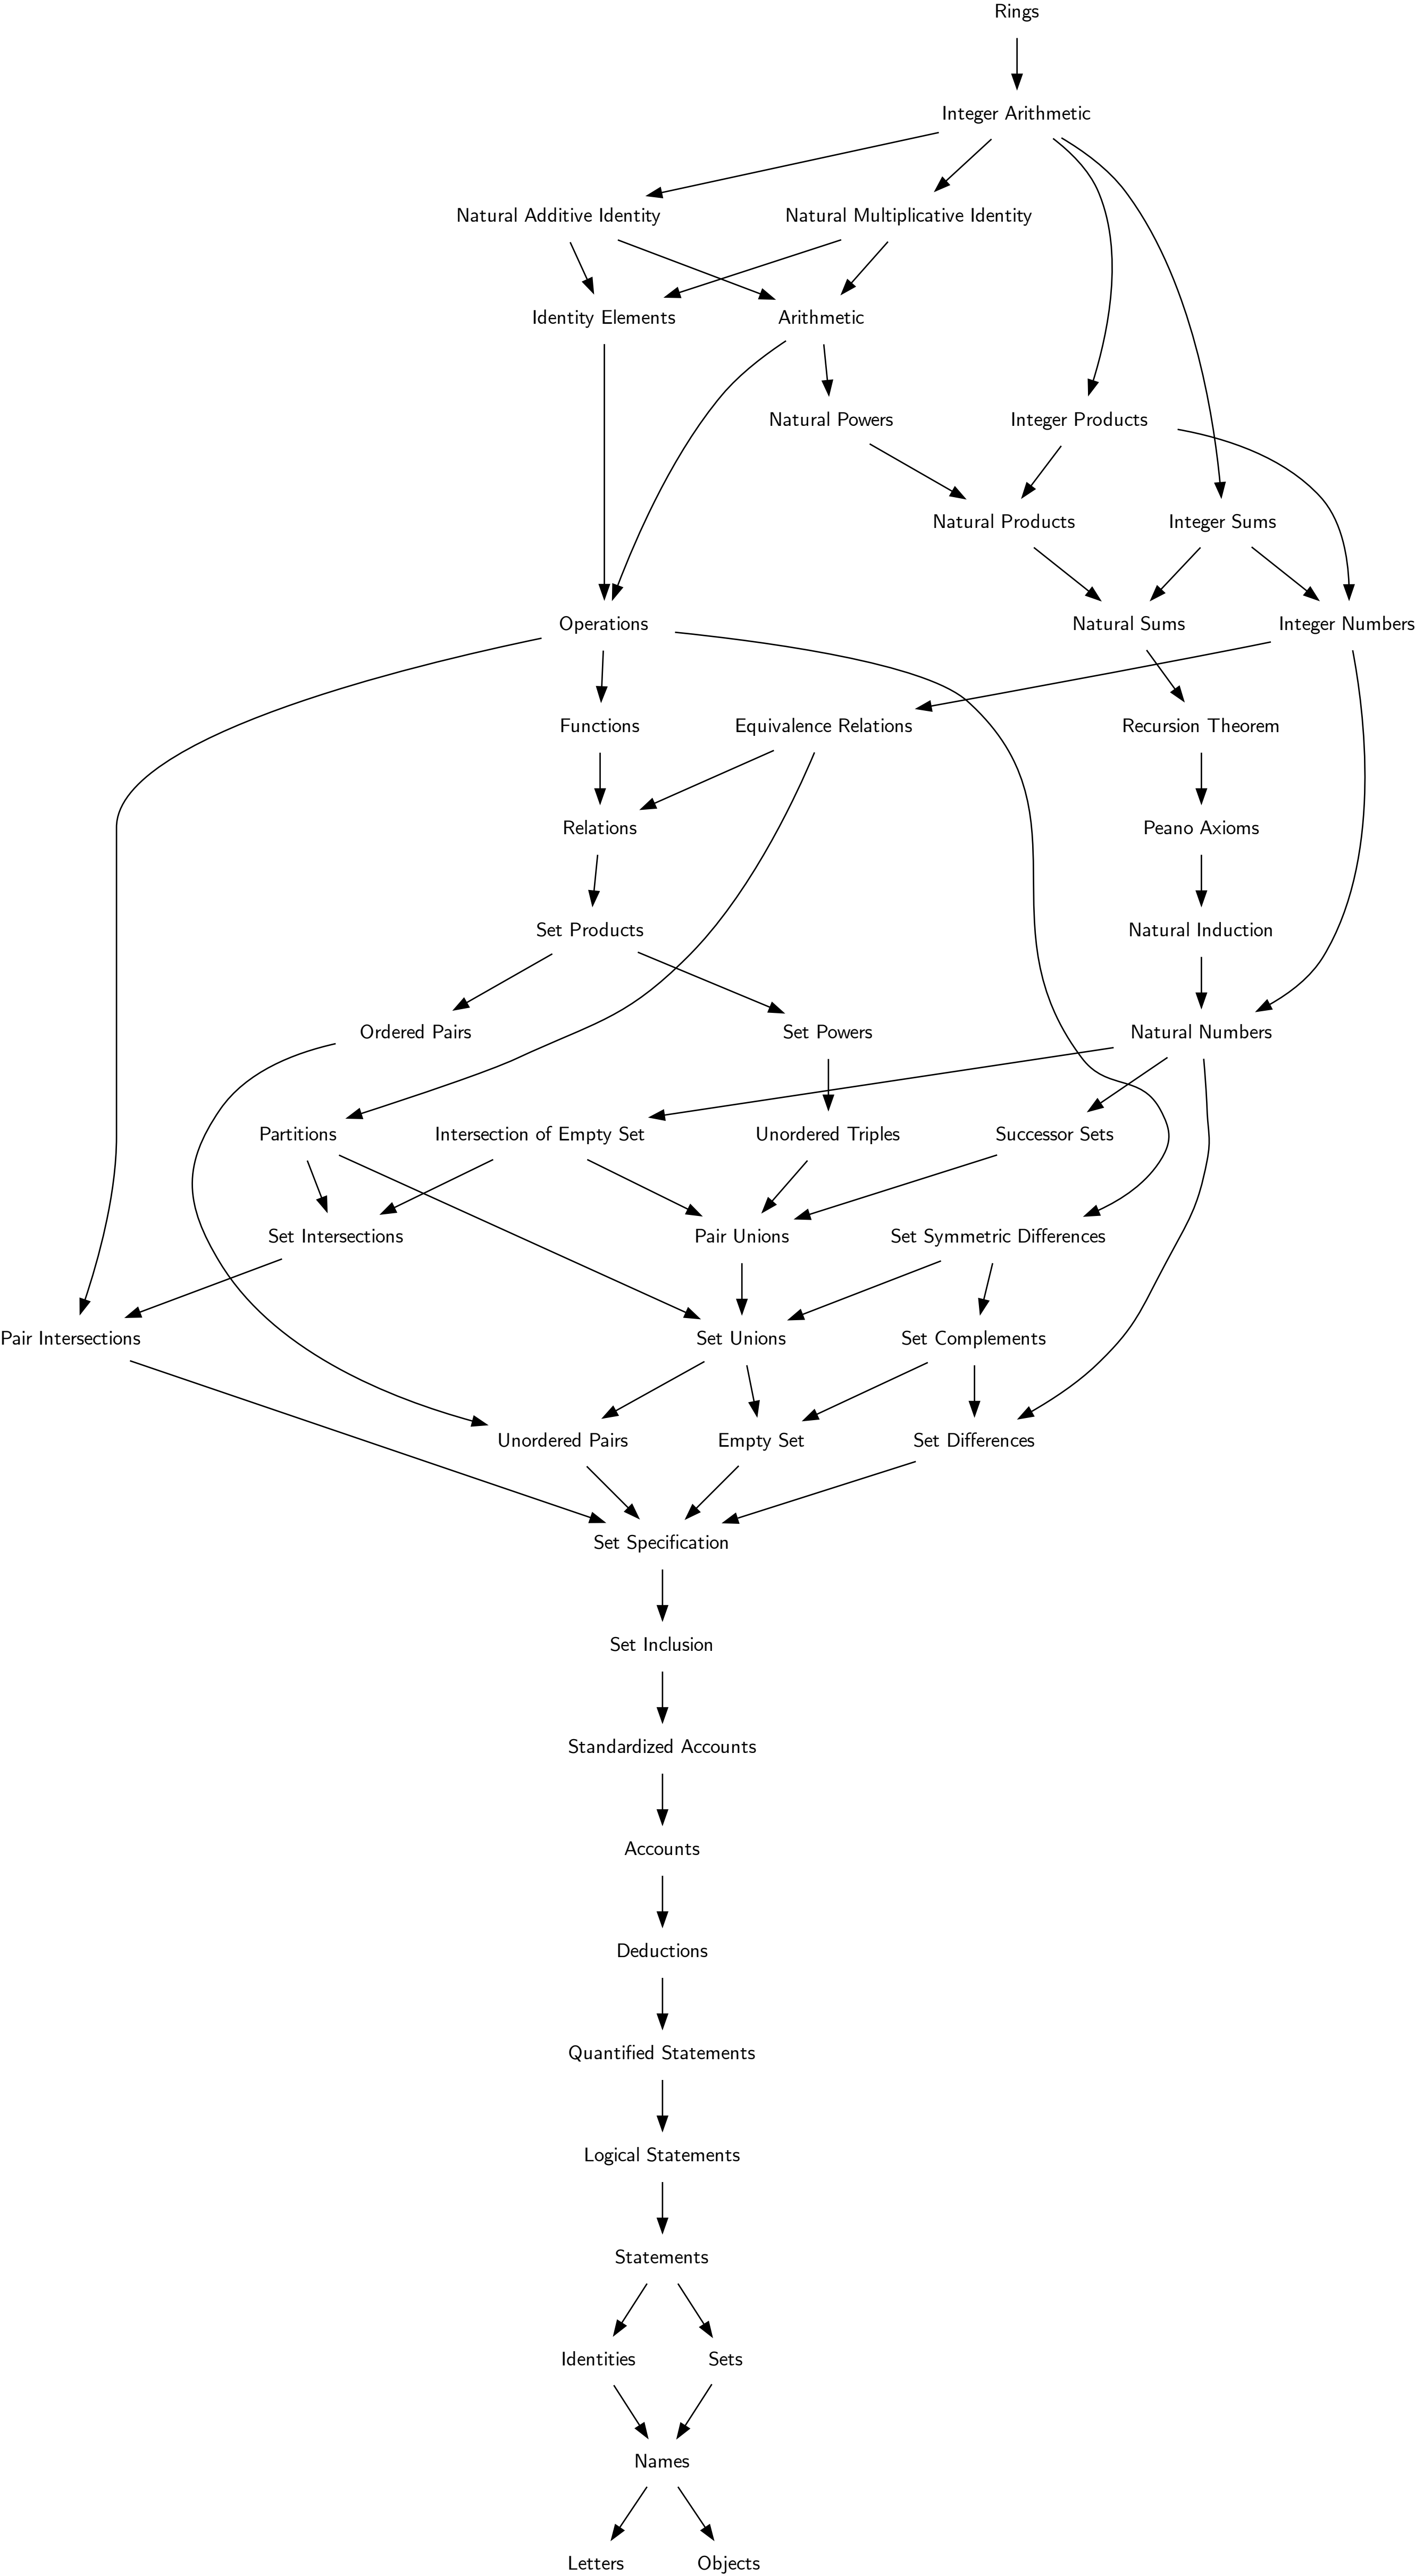 Rings
Integer Arithmetic
Natural Additive Identity
Natural Multiplicative Identity
Identity Elements
Arithmetic
Natural Powers
Integer Products
Natural Products
Integer Sums
Operations
Natural Sums
Integer Numbers
Functions
Equivalence Relations
Recursion Theorem
Relations
Peano Axioms
Set Products
Natural Induction
Ordered Pairs
Set Powers
Natural Numbers
Partitions
Intersection of Empty Set
Unordered Triples
Successor Sets
Set Intersections
Pair Unions
Set Symmetric Differences
Pair Intersections
Set Unions
Set Complements
Unordered Pairs
Empty Set
Set Differences
Set Specification
Set Inclusion
Standardized Accounts
Accounts
Deductions
Quantified Statements
Logical Statements
Statements
Identities
Sets
Names
Letters
Objects